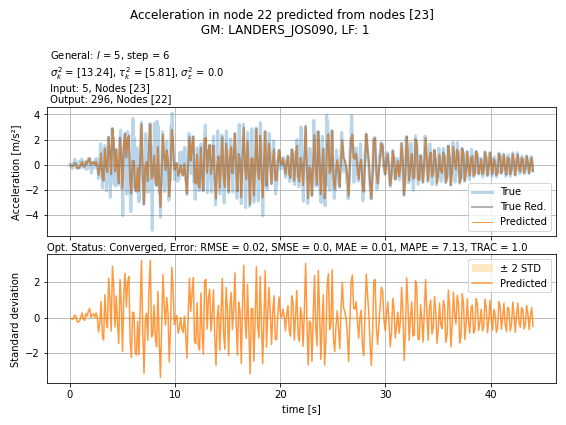 Acceleration in node 22 predicted from nodes [23]
GM: LANDERS_JOS090, LF: 1
General: l = 5, step = 6
σ²ₖ = [13.24], τ²ₖ = [5.81], σ²ε = 0.0
Input: 5, Nodes [23]
Output: 296, Nodes [22]
Acceleration [m/s²]
4
2
0
−2
−4
True
True Red.
Predicted
Opt. Status: Converged, Error: RMSE = 0.02, SMSE = 0.0, MAE = 0.01, MAPE = 7.13, TRAC = 1.0
Standard deviation
2
0
−2
± 2 STD
Predicted
0
10
20
30
40
time [s]